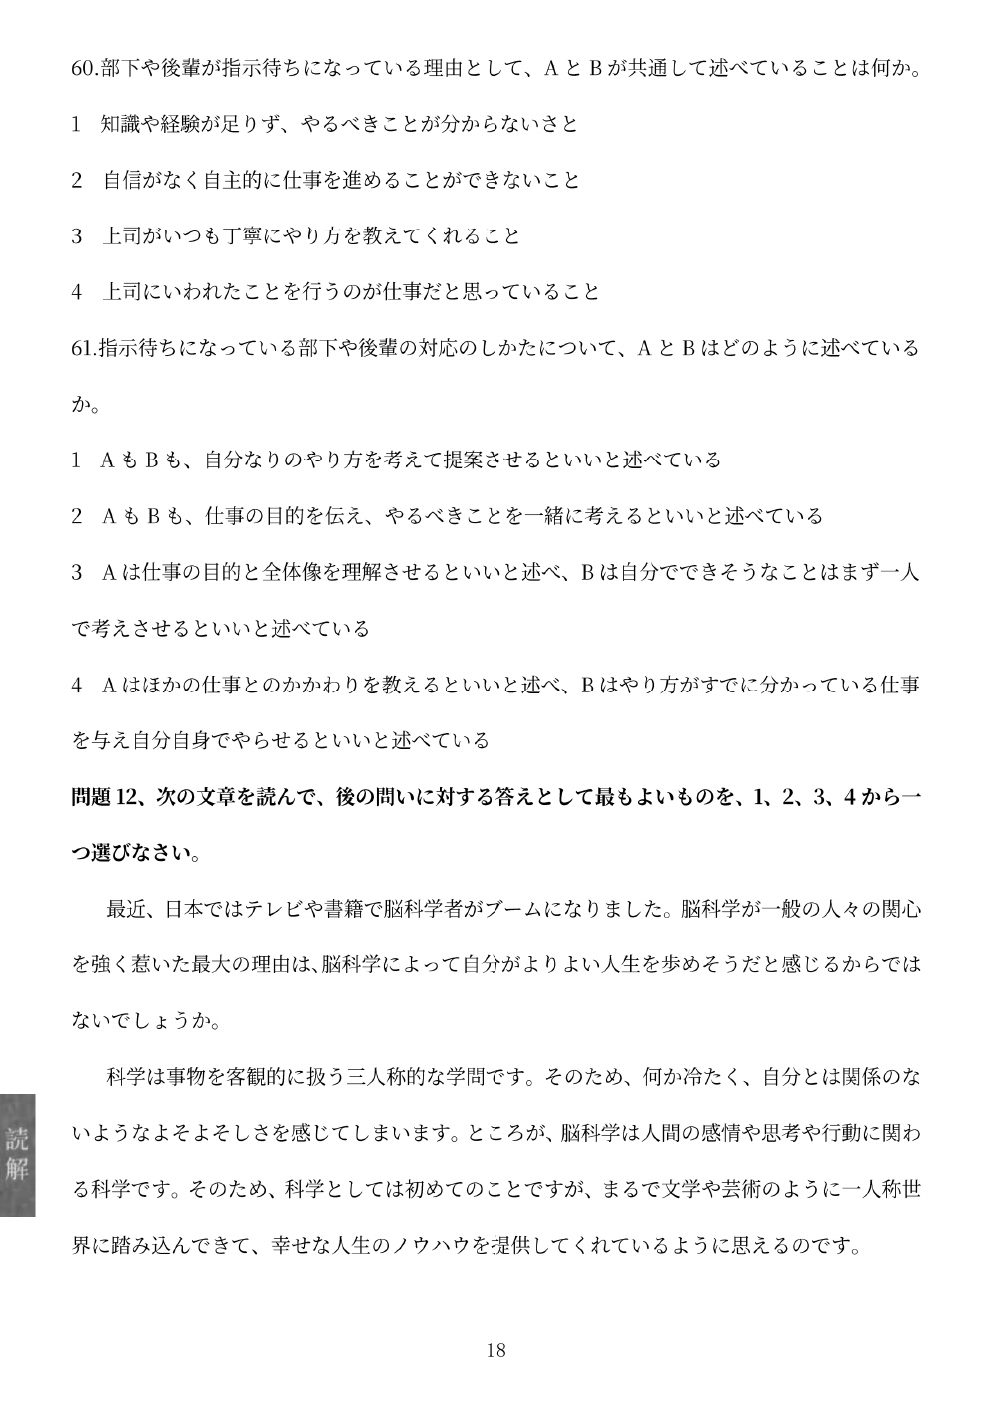 60.部下や後輩が指示待ちになっている理由として、A と B が共通して述べていることは何か。
1　知識や経験が足りず、やるべきことが分からないさと
2　自信がなく自主的に仕事を進めることができないこと
3　上司がいつも丁寧にやり方を教えてくれること
4　上司にいわれたことを行うのが仕事だと思っていること
61.指示待ちになっている部下や後輩の対応のしかたについて、A と B はどのように述べている
か。
1　A も B も、自分なりのやり方を考えて提案させるといいと述べている
2　A も B も、仕事の目的を伝え、やるべきことを一緒に考えるといいと述べている
3　A は仕事の目的と全体像を理解させるといいと述べ、B は自分でできそうなことはまず一人
で考えさせるといいと述べている
4　A はほかの仕事とのかかわりを教えるといいと述べ、B はやり方がすでに分かっている仕事
を与え自分自身でやらせるといいと述べている
問題 12、次の文章を読んで、後の問いに対する答えとして最もよいものを、1、2、3、4 から一
つ選びなさい。
最近、日本ではテレビや書籍で脳科学者がブームになりました。脳科学が一般の人々の関心
を強く惹いた最大の理由は、脳科学によって自分がよりよい人生を歩めそうだと感じるからでは
ないでしょうか。
科学は事物を客観的に扱う三人称的な学問です。そのため、何か冷たく、自分とは関係のな
いようなよそよそしさを感じてしまいます。ところが、脳科学は人間の感情や思考や行動に関わ
る科学です。そのため、科学としては初めてのことですが、まるで文学や芸術のように一人称世
界に踏み込んできて、幸せな人生のノウハウを提供してくれているように思えるのです。
読解
18